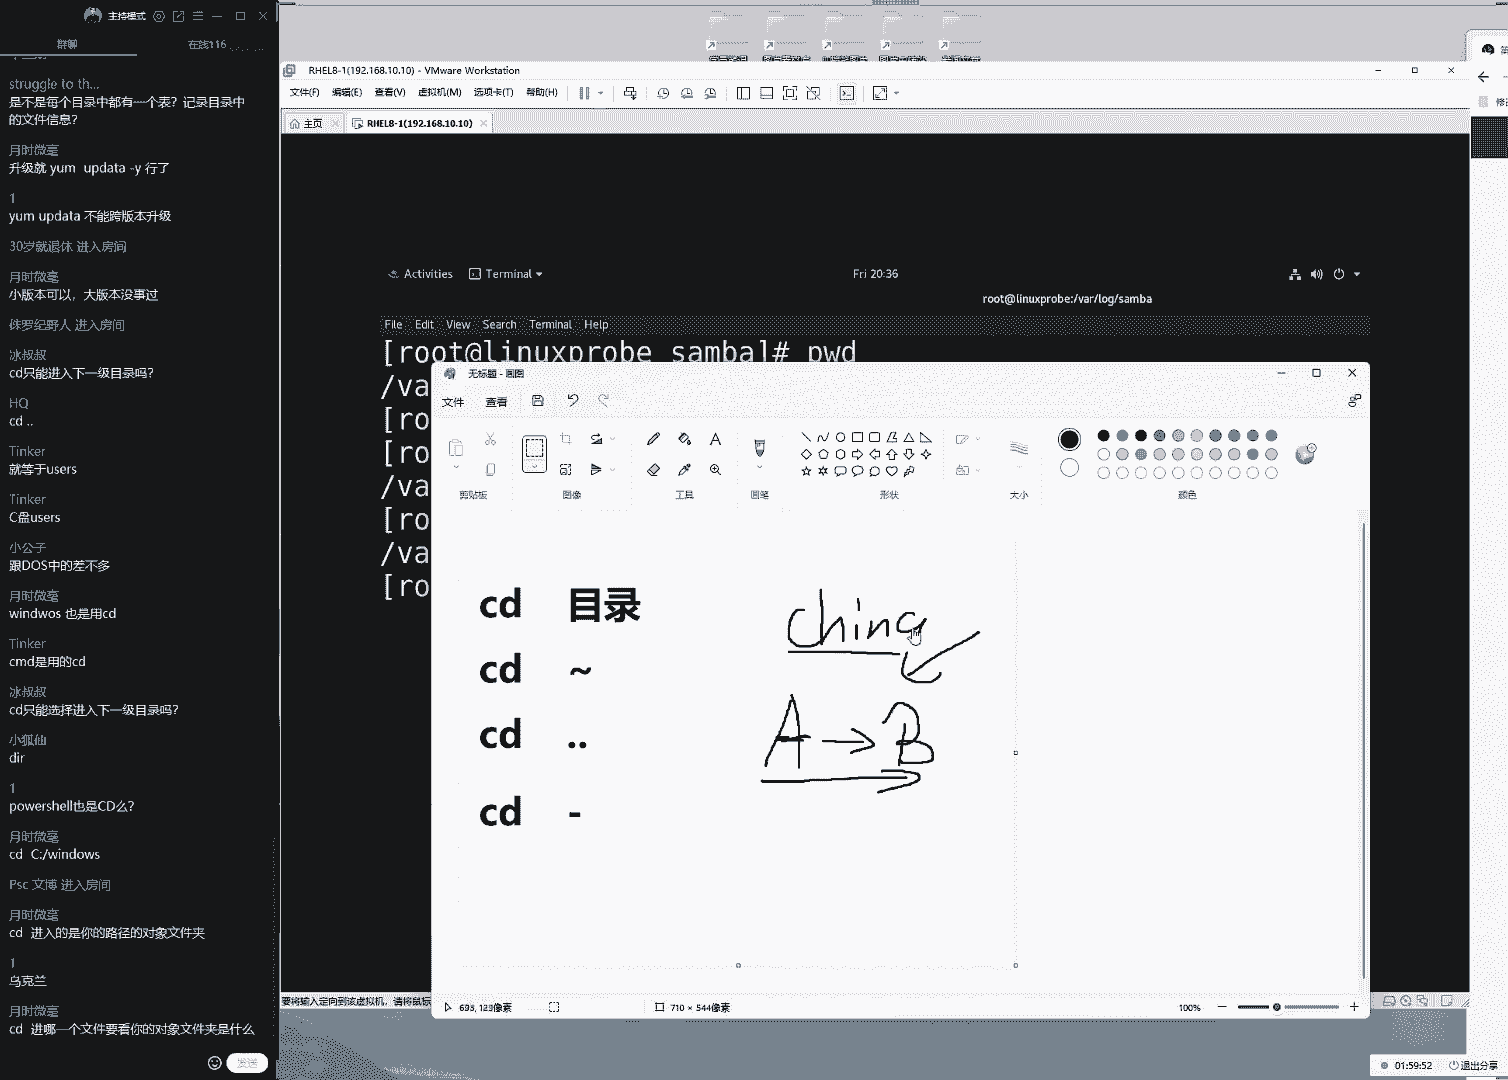 主持模式
群聊
在线116
struggle to th...
是不是每个目录中都有一个表？记录目录中
的文件信息？
月时微毫
升级就 yum  updata -y 行了
1
yum updata 不能跨版本升级
30岁就退休 进入房间
月时微毫
小版本可以，大版本没事过
侏罗纪野人 进入房间
冰叔叔
cd只能进入下一级目录吗？
HQ
cd ..
Tinker
就等于users
Tinker
C盘users
小公子
跟DOS中的差不多
月时微毫
windwos 也是用cd
Tinker
cmd是用的cd
冰叔叔
cd只能选择进入下一级目录吗？
小狐仙
dir
1
powershell也是CD么？
月时微毫
cd  C:/windows
Psc 文博 进入房间
月时微毫
cd  进入的是你的路径的对象文件夹
1
乌克兰
月时微毫
cd  进哪一个文件要看你的对象文件夹是什么
发送
RHEL8-1(192.168.10.10) - VMware Workstation
文件(F) 编辑(E) 查看(V) 虚拟机(M) 选项卡(T) 帮助(H)
主页 RHEL8-1(192.168.10.10)
Activities Terminal Fri 20:36
root@linuxprobe:/var/log/samba
File Edit View Search Terminal Help
[root@linuxprobe samba]# pwd
/va
[ro
[ro
/va
[ro
/va
[ro
无标题 - 画图
文件 查看
剪贴板 图像 工具 画笔 形状 大小 颜色
cd 目录
cd ~
cd ..
cd -
china
A → B
693, 129像素 710 × 544像素 100%
要将输入定向到该虚拟机，请将鼠标
01:59:52 退出分享